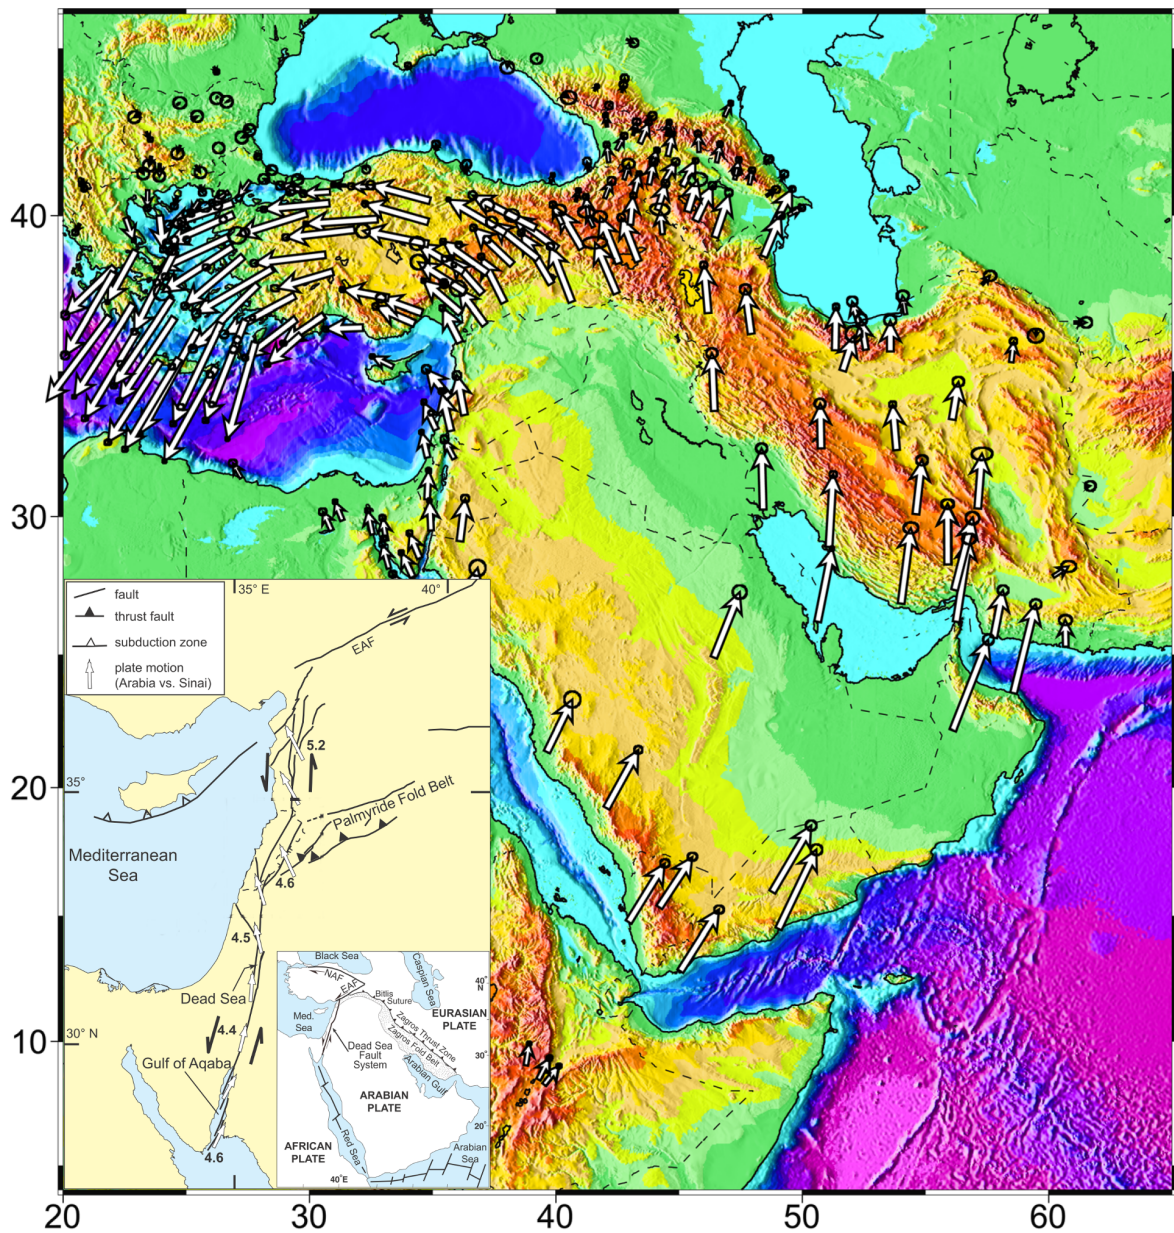 40
30
20
10
20
30
40
50
60
fault
thrust fault
subduction zone
plate motion
(Arabia vs. Sinai)
35° E
40°
EAF
5.2
35°
Palmyride Fold Belt
Mediterranean
Sea
4.6
4.5
Dead Sea
30° N
4.4
Gulf of Aqaba
4.6
Black Sea
Caspian Sea
NAF
EAF
Bitlis
Suture
40°
N
Med.
Sea
EURASIAN
PLATE
Zagros Thrust Zone
Zagros Fold Belt
30°
Dead Sea
Fault
System
Arabian Gulf
ARABIAN
PLATE
20°
Red Sea
AFRICAN
PLATE
Arabian
Sea
40°E